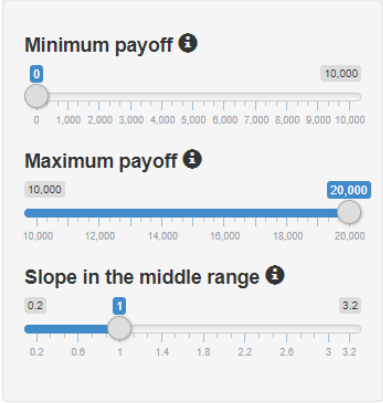 Minimum payoff
0 10,000
0 1,000 2,000 3,000 4,000 5,000 6,000 7,000 8,000 9,000 10,000
Maximum payoff
10,000 20,000
10,000 12,000 14,000 16,000 18,000 20,000
Slope in the middle range
0.2 1 3.2
0.2 0.6 1 1.4 1.8 2.2 2.6 3 3.2